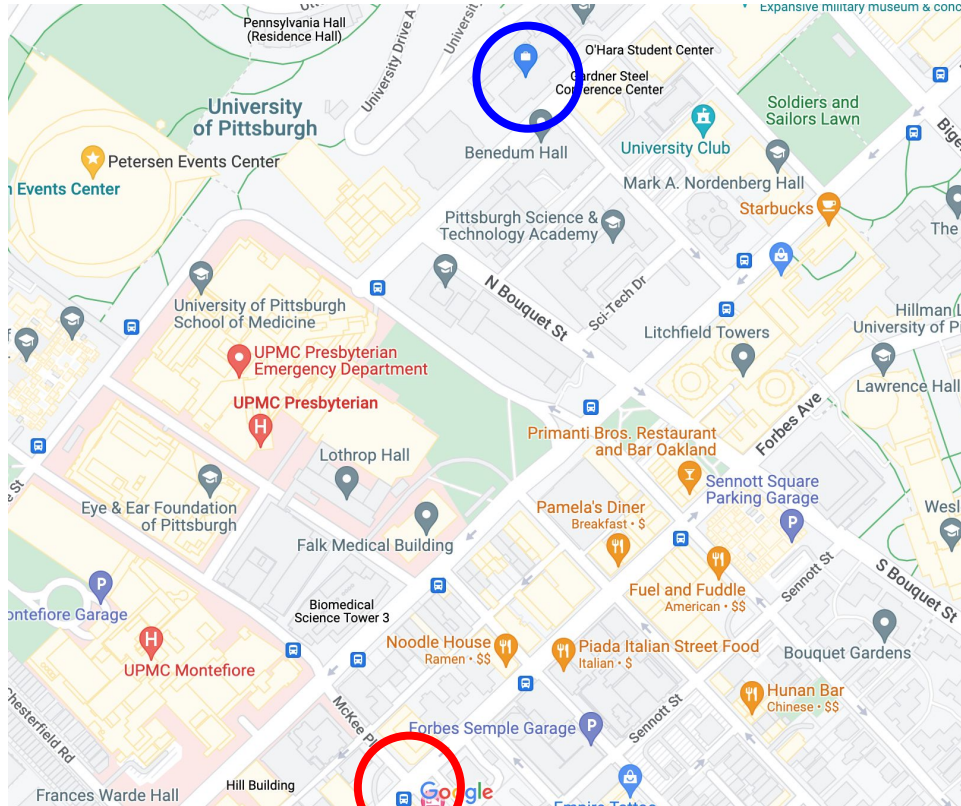 Expansive military museum & conc
Pennsylvania Hall
(Residence Hall)
University Drive A
O'Hara Student Center
Gardner Steel
Conference Center
University
of Pittsburgh
Soldiers and
Sailors Lawn
Petersen Events Center
n Events Center
Benedum Hall
University Club
Mark A. Nordenberg Hall
Starbucks
The
Pittsburgh Science &
Technology Academy
N Bouquet St
Sci-Tech Dr
University of Pittsburgh
School of Medicine
Litchfield Towers
Hillman L
University of Pi
Lawrence Hall
UPMC Presbyterian
Emergency Department
UPMC Presbyterian
H
Forbes Ave
Primanti Bros. Restaurant
and Bar Oakland
Lothrop Hall
Sennott Square
Parking Garage
P
e St
Eye & Ear Foundation
of Pittsburgh
Pamela's Diner
Breakfast • $
Wesl
Sc
Falk Medical Building
Fuel and Fuddle
American • $$
Sennott St
S Bouquet St
P
ontefiore Garage
Biomedical
Science Tower 3
H
UPMC Montefiore
Noodle House
Ramen • $$
Piada Italian Street Food
Italian • $
Bouquet Gardens
Hunan Bar
Chinese • $$
Chesterfield Rd
McKee Pl
Forbes Semple Garage
P
Sennott St
Frances Warde Hall
Hill Building
Google
Empire Tattoo